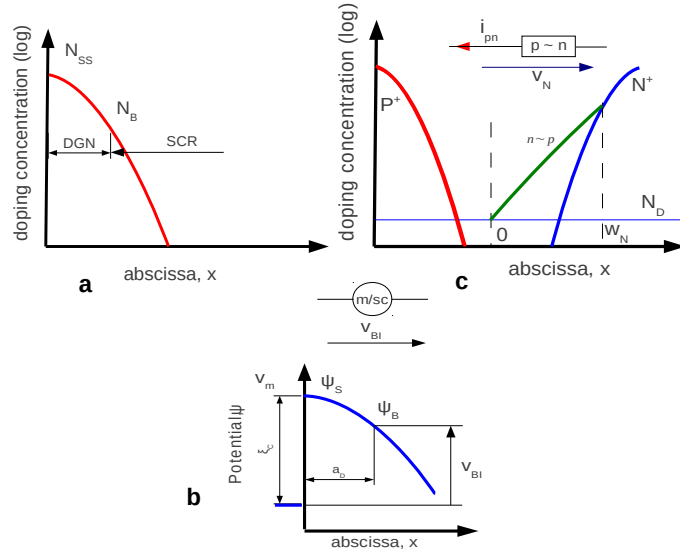 doping concentration (log)
N_SS
N_B
DGN
SCR
abscissa, x
a
doping concentration (log)
i_pn
p ~ n
v_N
P⁺
N⁺
n ~ p
N_D
0
w_N
abscissa, x
c
m/sc
v_BI
Potential ψ
v_m
ψ_S
ψ_B
ξ_c
a_D
v_BI
b
abscissa, x